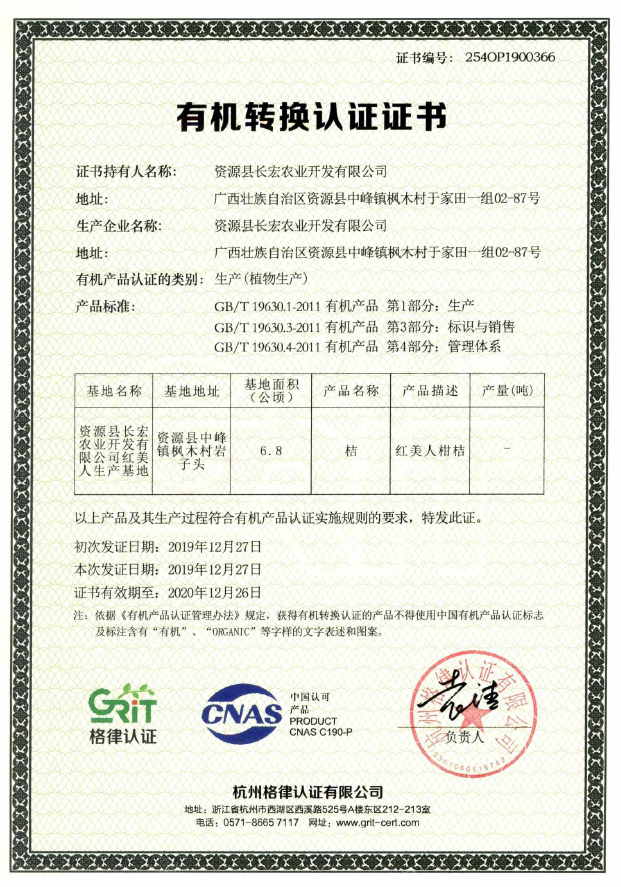 证书编号： 254OP1900366
有机转换认证证书
证书持有人名称： 资源县长宏农业开发有限公司
地址： 广西壮族自治区资源县中峰镇枫木村于家田一组02-87号
生产企业名称： 资源县长宏农业开发有限公司
地址： 广西壮族自治区资源县中峰镇枫木村于家田一组02-87号
有机产品认证的类别： 生产(植物生产)
产品标准： GB/T 19630.1-2011 有机产品 第1部分：生产
GB/T 19630.3-2011 有机产品 第3部分：标识与销售
GB/T 19630.4-2011 有机产品 第4部分：管理体系
基地名称 基地地址 基地面积（公顷） 产品名称 产品描述 产量(吨)
资源县长宏农业开发有限公司红美人生产基地 资源县中峰镇枫木村岩子头 6.8 桔 红美人柑桔 -
以上产品及其生产过程符合有机产品认证实施规则的要求，特发此证。
初次发证日期： 2019年12月27日
本次发证日期： 2019年12月27日
证书有效期至： 2020年12月26日
注：依据《有机产品认证管理办法》规定，获得有机转换认证的产品不得使用中国有机产品认证标志
及标注含有“有机”、“ORGANIC”等字样的文字表述和图案。
GRIT
格律认证
CNAS
中国认可
产品
PRODUCT
CNAS C190-P
杭州格律认证有限公司
负责人
杭州格律认证有限公司
地址：浙江省杭州市西湖区西溪路525号A楼东区212-213室
电话：0571-8665 7117 网址：www.grit-cert.com